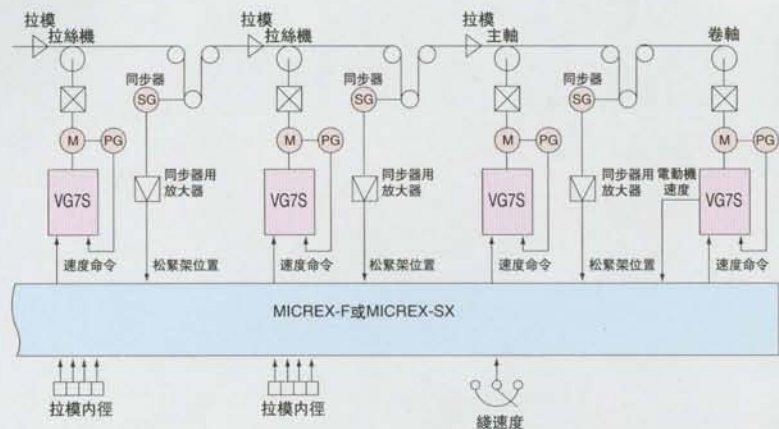 拉模
拉絲機
拉模
拉絲機
拉模
主軸
卷軸
同步器
SG
同步器
SG
同步器
SG
M
PG
M
PG
M
PG
M
PG
VG7S
同步器用
放大器
VG7S
同步器用
放大器
VG7S
同步器用
放大器
電動機
速度
VG7S
速度命令
松緊架位置
速度命令
松緊架位置
速度命令
松緊架位置
速度命令
MICREX-F或MICREX-SX
拉模内徑
拉模内徑
綫速度